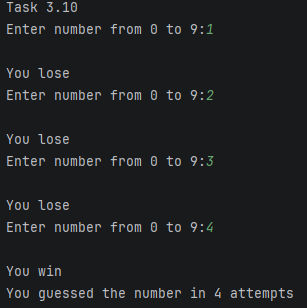 Task 3.10
Enter number from 0 to 9:1
You lose
Enter number from 0 to 9:2
You lose
Enter number from 0 to 9:3
You lose
Enter number from 0 to 9:4
You win
You guessed the number in 4 attempts